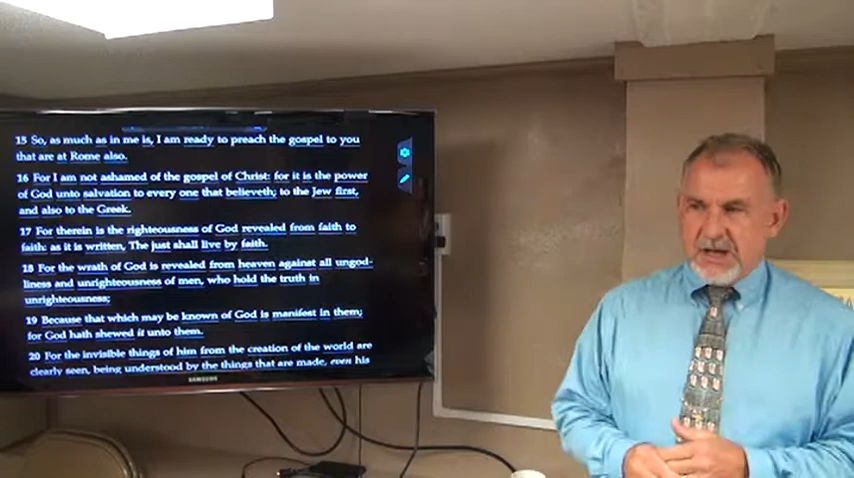 15 So, as much as in me is, I am ready to preach the gospel to you
that are at Rome also.
16 For I am not ashamed of the gospel of Christ: for it is the power
of God unto salvation to every one that believeth; to the Jew first,
and also to the Greek.
17 For therein is the righteousness of God revealed from faith to
faith: as it is written, The just shall live by faith.
18 For the wrath of God is revealed from heaven against all ungod-
liness and unrighteousness of men, who hold the truth in
unrighteousness;
19 Because that which may be known of God is manifest in them;
for God hath shewed it unto them.
20 For the invisible things of him from the creation of the world are
clearly seen, being understood by the things that are made, even his
SAMSUNG